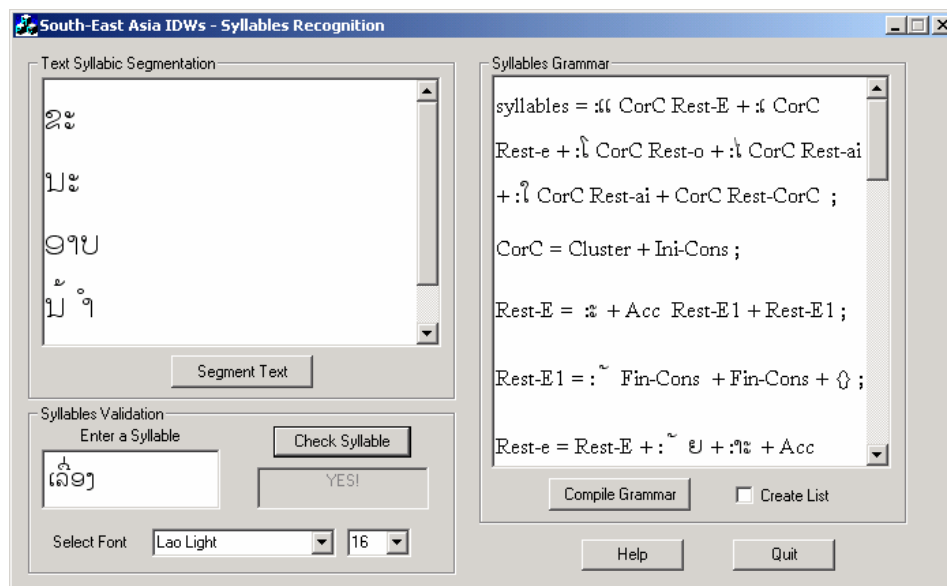 South-East Asia IDWs - Syllables Recognition
Text Syllabic Segmentation
ຂະ
ນະ
ອາບ
ນ້ ຳ
Segment Text
Syllables Validation
Enter a Syllable
Check Syllable
ເລື່ອງ
YES!
Select Font
Lao Light
16
Syllables Grammar
syllables = :ແ CorC Rest-E + :ເ CorC
Rest-e + :ໂ CorC Rest-o + :ໄ CorC Rest-ai
+ :ໃ CorC Rest-ai + CorC Rest-CorC ;
CorC = Cluster + Ini-Cons ;
Rest-E = :ະ + Acc Rest-E1 + Rest-E1 ;
Rest-E1 = : ັ Fin-Cons + Fin-Cons + {} ;
Rest-e = Rest-E + : ັ ຍ + :າະ + Acc
Compile Grammar
Create List
Help
Quit